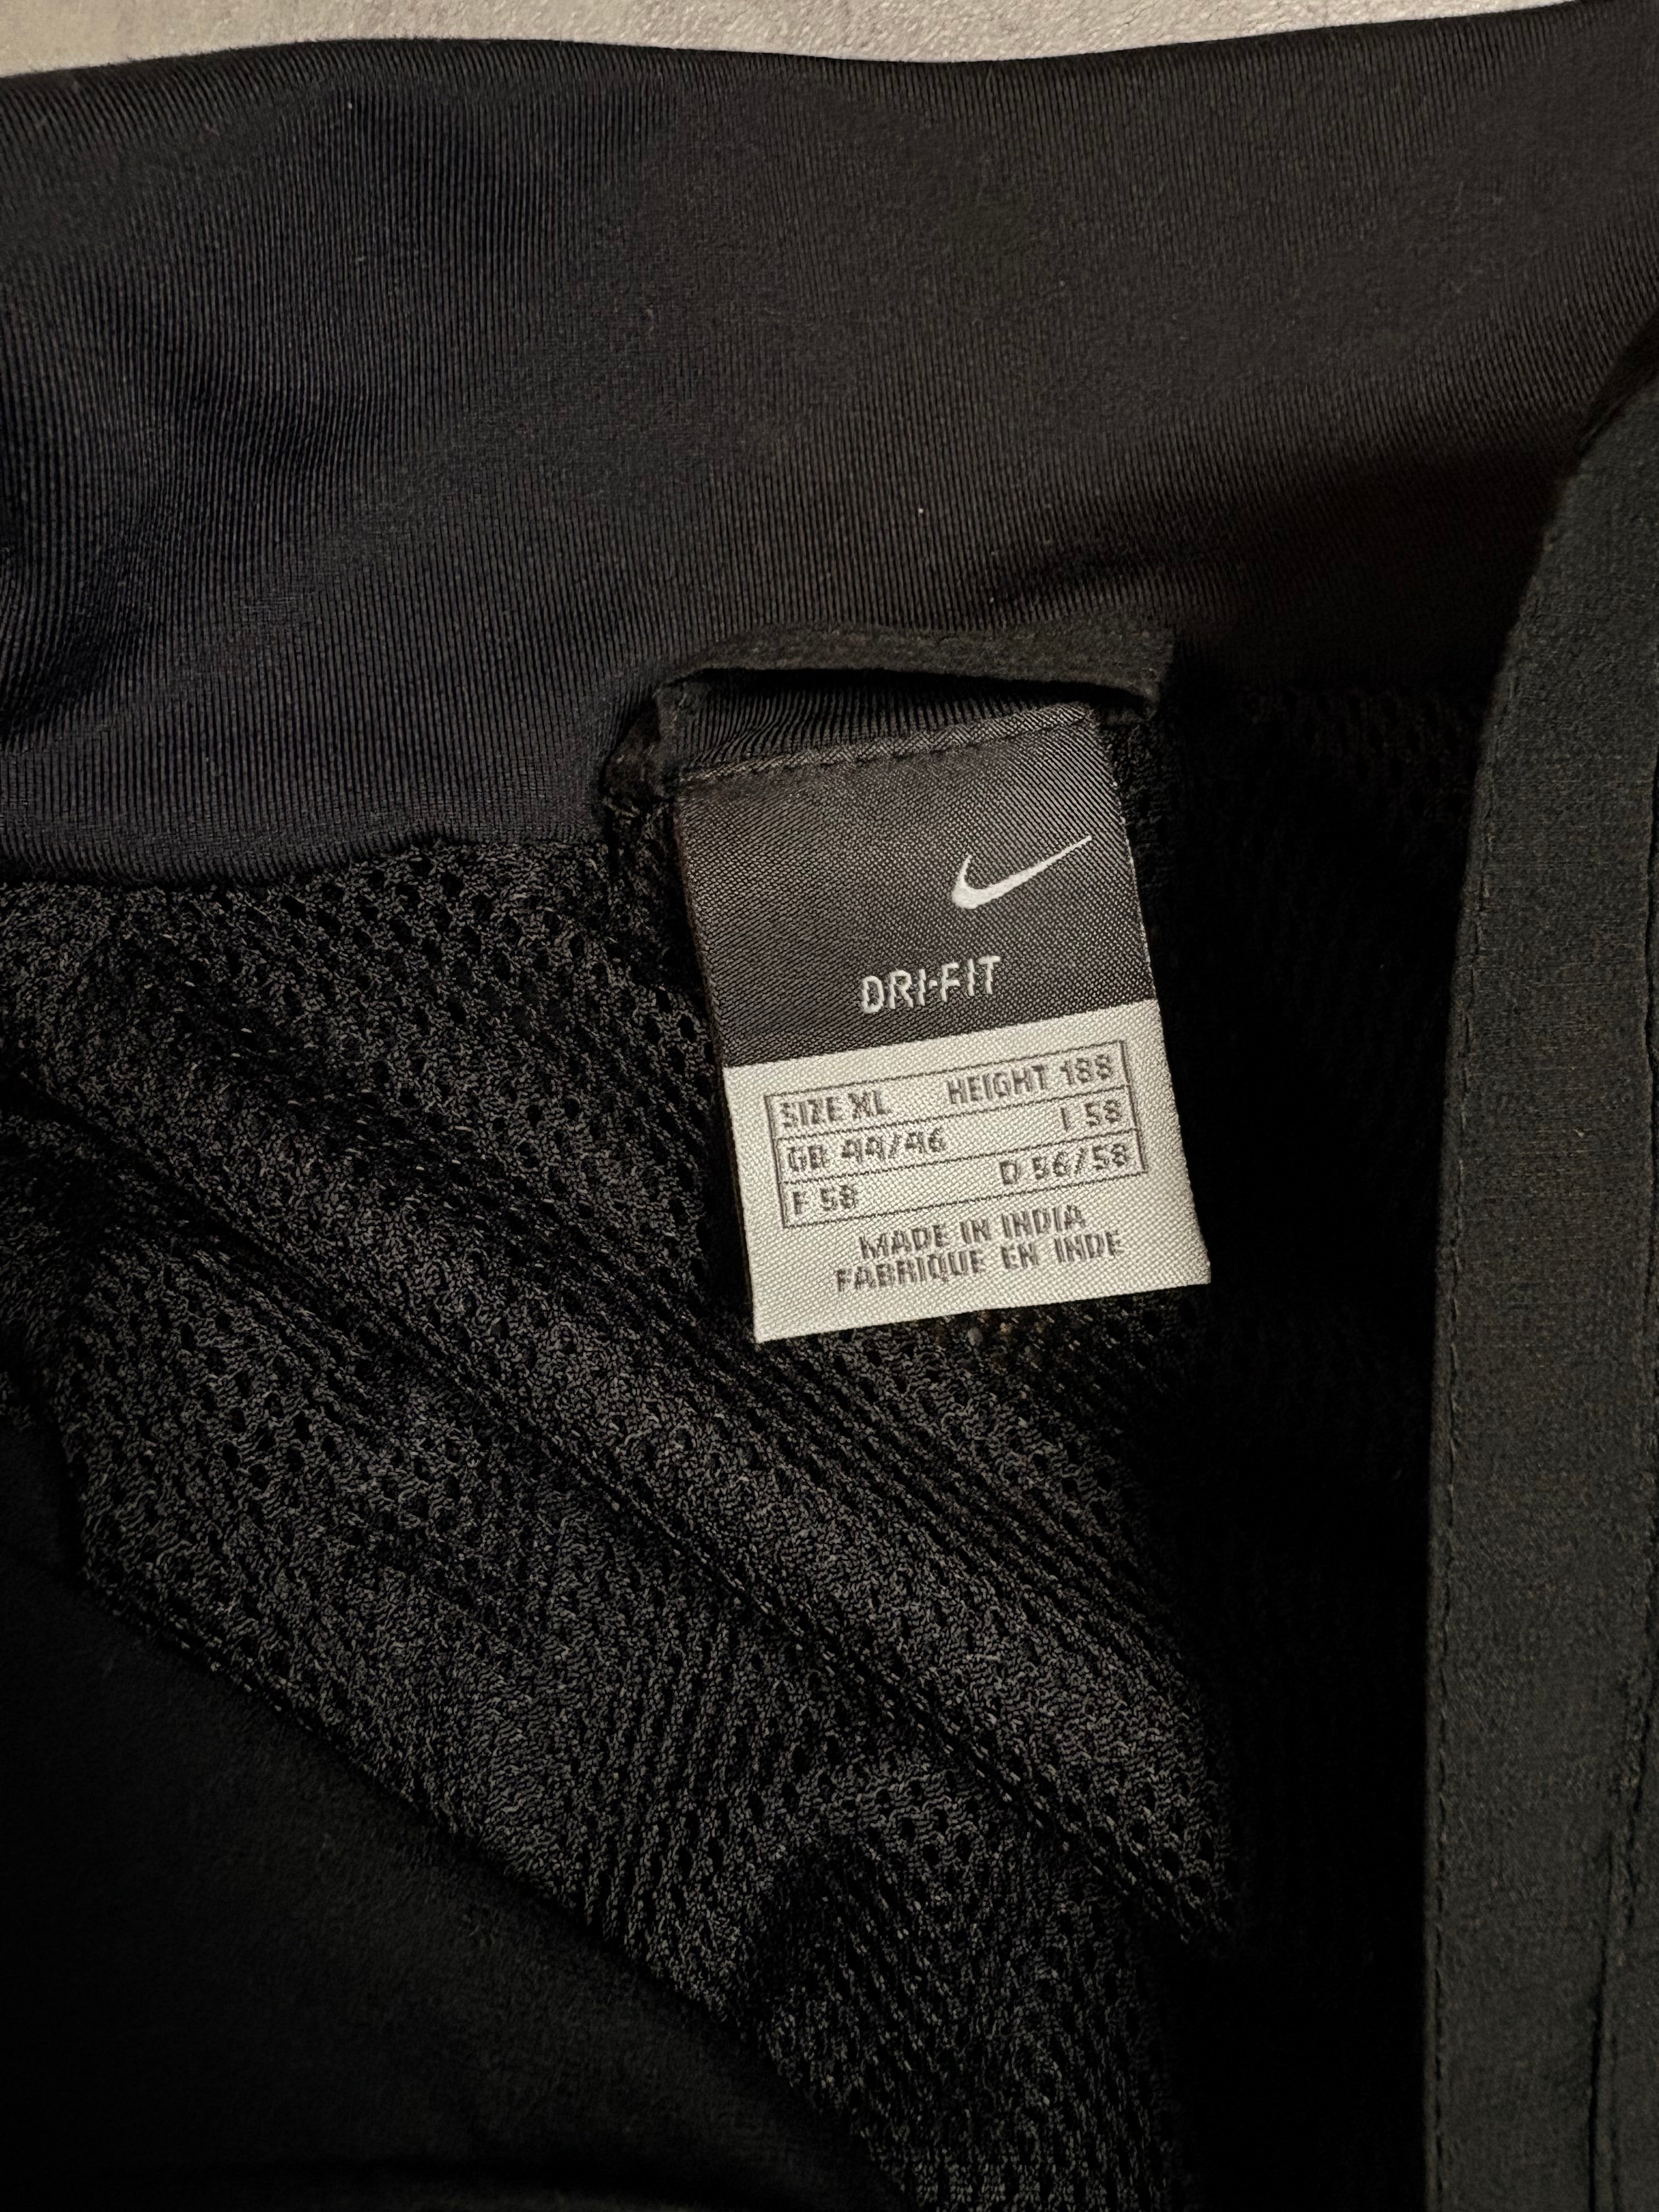 DRI-FIT
SIZE XL HEIGHT 188
GB 44/46 I 58
F 58 D 56/58
MADE IN INDIA
FABRIQUE EN INDE